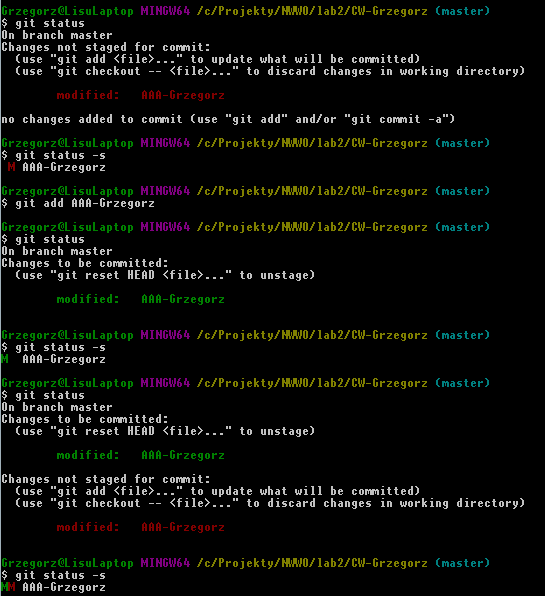 Grzegorz@LisuLaptop MINGW64 /c/Projekty/NWWO/lab2/CW-Grzegorz (master)
$ git status
On branch master
Changes not staged for commit:
  (use "git add <file>..." to update what will be committed)
  (use "git checkout -- <file>..." to discard changes in working directory)

        modified:   AAA-Grzegorz

no changes added to commit (use "git add" and/or "git commit -a")

Grzegorz@LisuLaptop MINGW64 /c/Projekty/NWWO/lab2/CW-Grzegorz (master)
$ git status -s
 M AAA-Grzegorz

Grzegorz@LisuLaptop MINGW64 /c/Projekty/NWWO/lab2/CW-Grzegorz (master)
$ git add AAA-Grzegorz

Grzegorz@LisuLaptop MINGW64 /c/Projekty/NWWO/lab2/CW-Grzegorz (master)
$ git status
On branch master
Changes to be committed:
  (use "git reset HEAD <file>..." to unstage)

        modified:   AAA-Grzegorz


Grzegorz@LisuLaptop MINGW64 /c/Projekty/NWWO/lab2/CW-Grzegorz (master)
$ git status -s
M  AAA-Grzegorz

Grzegorz@LisuLaptop MINGW64 /c/Projekty/NWWO/lab2/CW-Grzegorz (master)
$ git status
On branch master
Changes to be committed:
  (use "git reset HEAD <file>..." to unstage)

        modified:   AAA-Grzegorz

Changes not staged for commit:
  (use "git add <file>..." to update what will be committed)
  (use "git checkout -- <file>..." to discard changes in working directory)

        modified:   AAA-Grzegorz


Grzegorz@LisuLaptop MINGW64 /c/Projekty/NWWO/lab2/CW-Grzegorz (master)
$ git status -s
MM AAA-Grzegorz